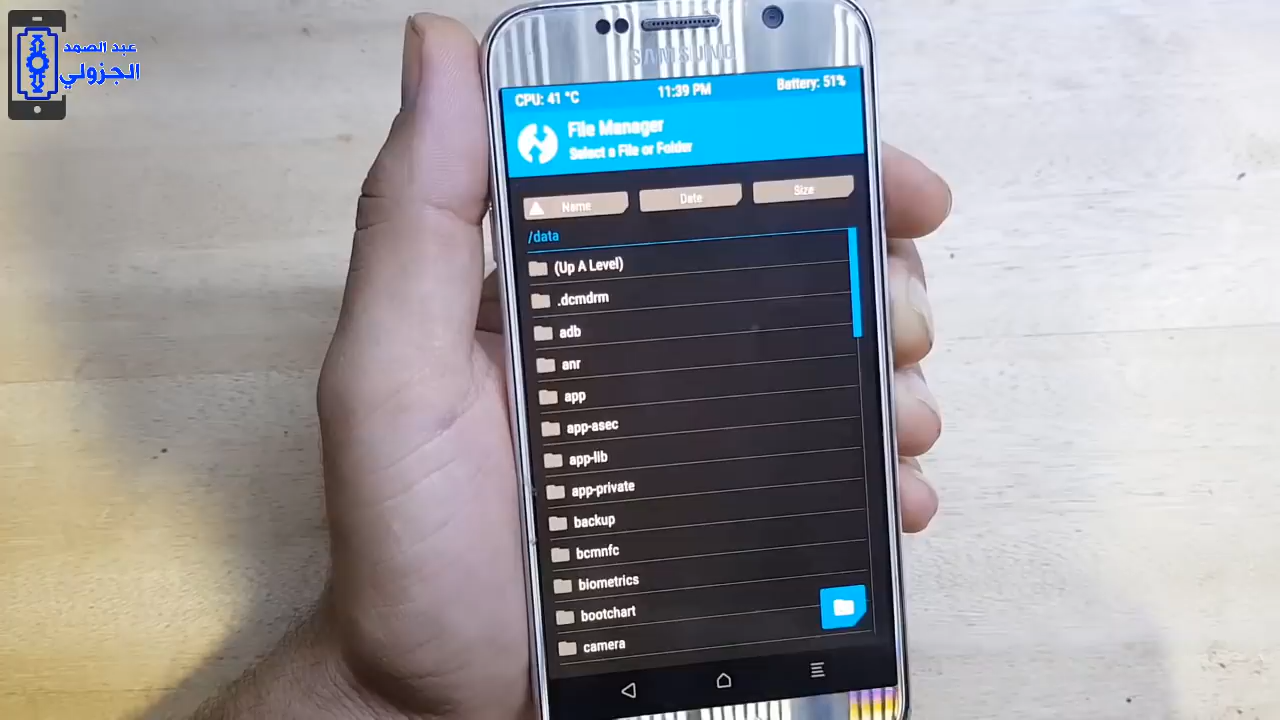 عبد الصمد
الجزولي
SAMSUNG
CPU: 41 °C
11:39 PM
Battery: 51%
File Manager
Select a File or Folder
Name
Date
Size
/data
(Up A Level)
.dcmdrm
adb
anr
app
app-asec
app-lib
app-private
backup
bcmnfc
biometrics
bootchart
camera